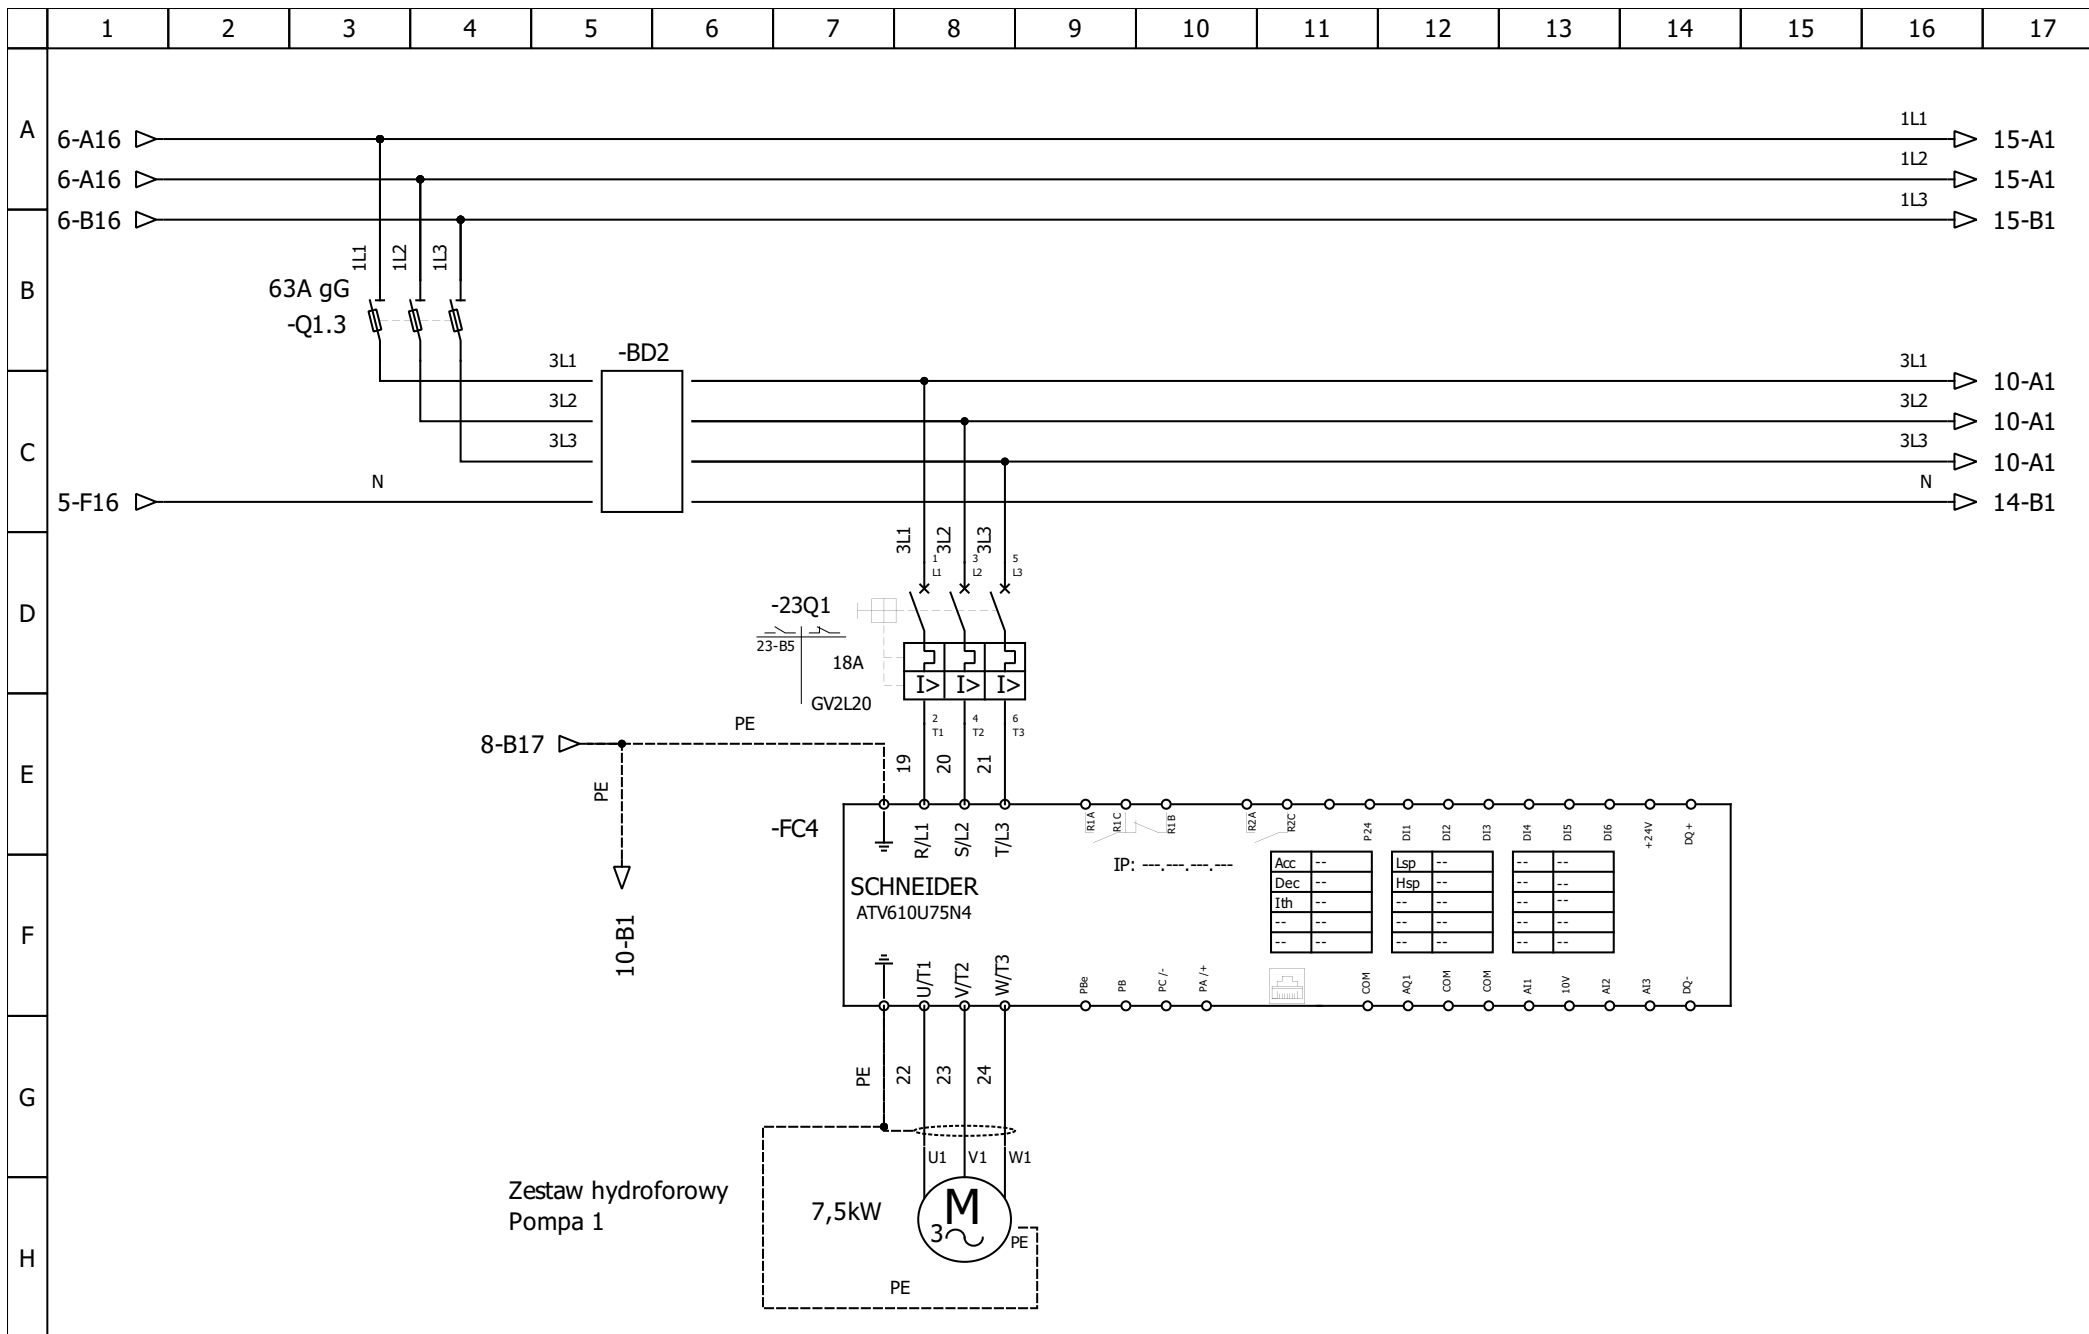 1 2 3 4 5 6 7 8 9 10 11 12 13 14 15 16 17
A
6-A16
1L1
15-A1
6-A16
1L2
15-A1
6-B16
1L3
15-B1
B
1L1
1L2
1L3
63A gG
-Q1.3
-BD2
3L1
3L1
10-A1
3L2
3L2
10-A1
C
3L3
3L3
10-A1
N
N
5-F16
14-B1
3L1
3L2
3L3
1 3 5
L1 L2 L3
D
-23Q1
23-B5
18A
I> I> I>
GV2L20
2 4 6
T1 T2 T3
PE
8-B17
19
20
21
E
PE
-FC4
R/L1
S/L2
T/L3
R1A
R1C
R1B
R2A
R2C
P24
DI1
DI2
DI3
DI4
DI5
DI6
+24V
DQ+
IP: ---.---.---.---
Acc -- Lsp -- -- --
Dec -- Hsp -- -- --
Ith -- -- -- -- --
-- -- -- -- -- --
-- -- -- -- -- --
SCHNEIDER
ATV610U75N4
F
10-B1
U/T1
V/T2
W/T3
PBe
PB
PC /-
PA /+
COM
AQ1
COM
COM
AI1
10V
AI2
AI3
DQ-
G
PE
22
23
24
U1 V1 W1
Zestaw hydroforowy
Pompa 1
7,5kW
M
3
PE
H
PE